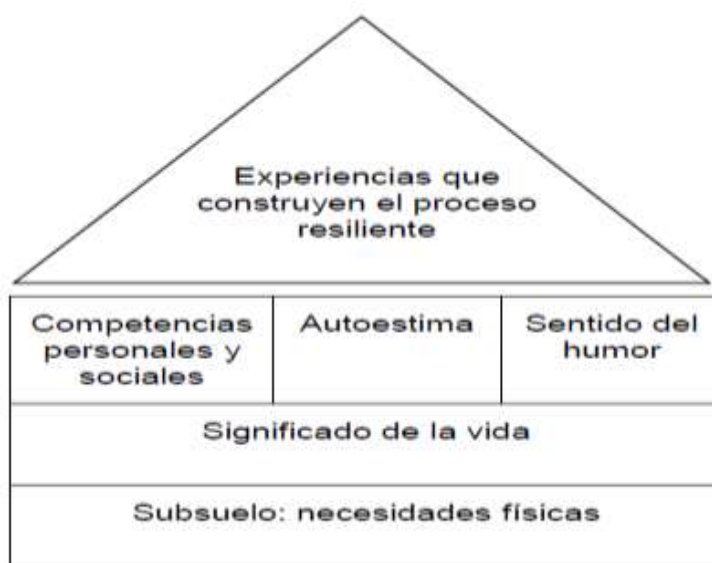 Experiencias que
construyen el proceso
resiliente
Competencias
personales y
sociales
Autoestima
Sentido del
humor
Significado de la vida
Subsuelo: necesidades físicas